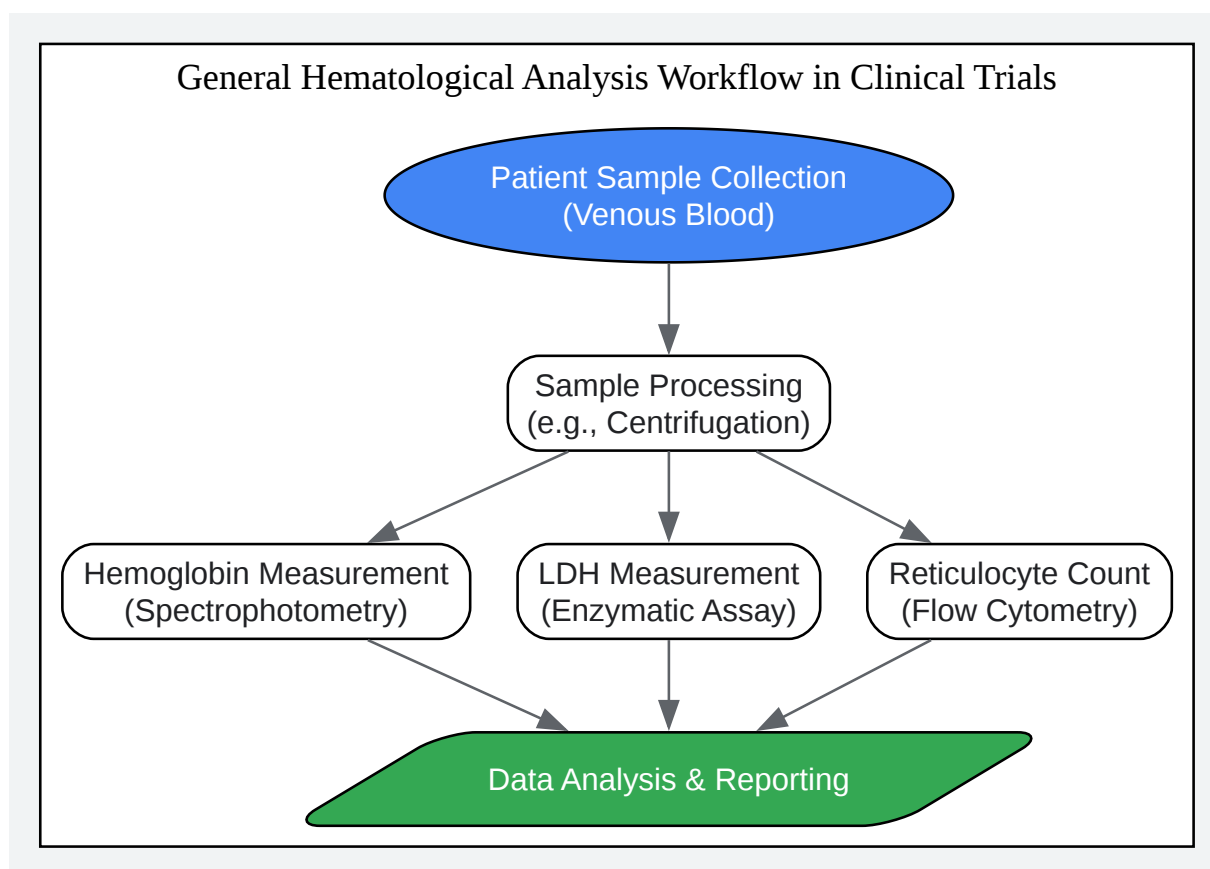 General Hematological Analysis Workflow in Clinical Trials
Patient Sample Collection
(Venous Blood)
Sample Processing
(e.g., Centrifugation)
Hemoglobin Measurement
(Spectrophotometry)
LDH Measurement
(Enzymatic Assay)
Reticulocyte Count
(Flow Cytometry)
Data Analysis & Reporting